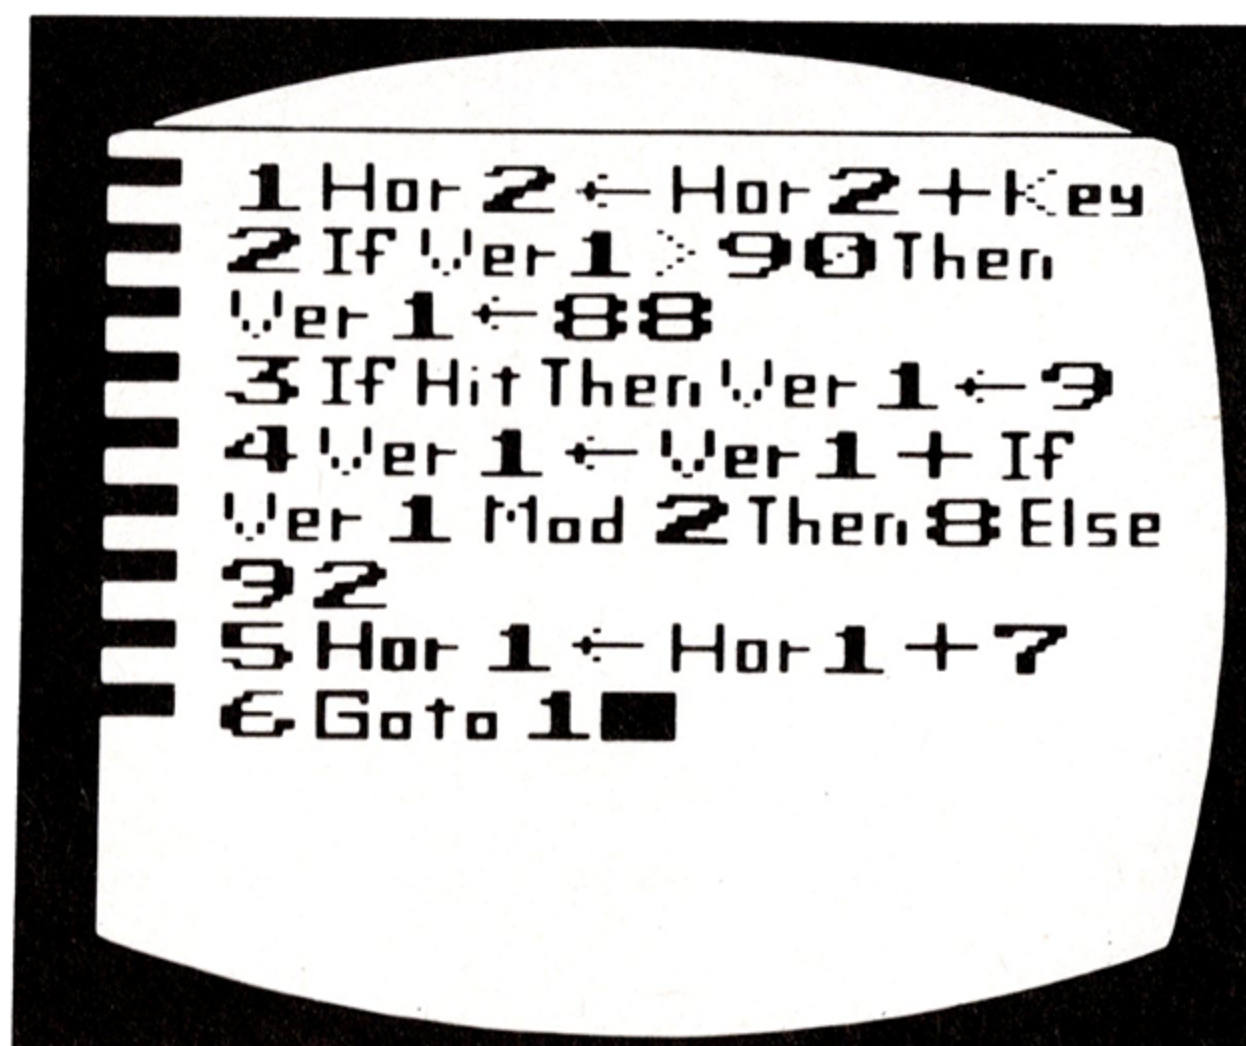 1 Hor 2 ← Hor 2 + Key
2 If Ver 1 > 90 Then
Ver 1 ← 88
3 If Hit Then Ver 1 ← 9
4 Ver 1 ← Ver 1 + If
Ver 1 Mod 2 Then 8 Else
92
5 Hor 1 ← Hor 1 + 7
6 Goto 1